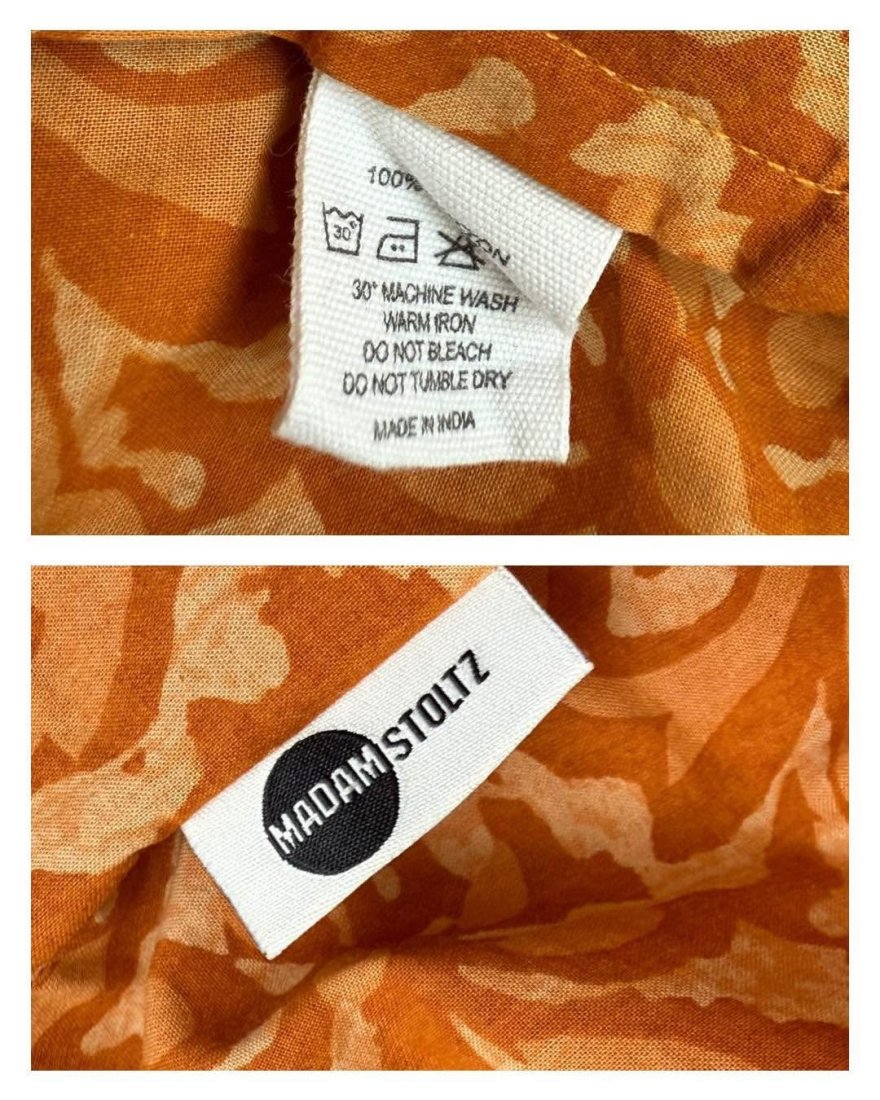 100%
30°
30° MACHINE WASH
WARM IRON
DO NOT BLEACH
DO NOT TUMBLE DRY
MADE IN INDIA
MADAM STOLTZ